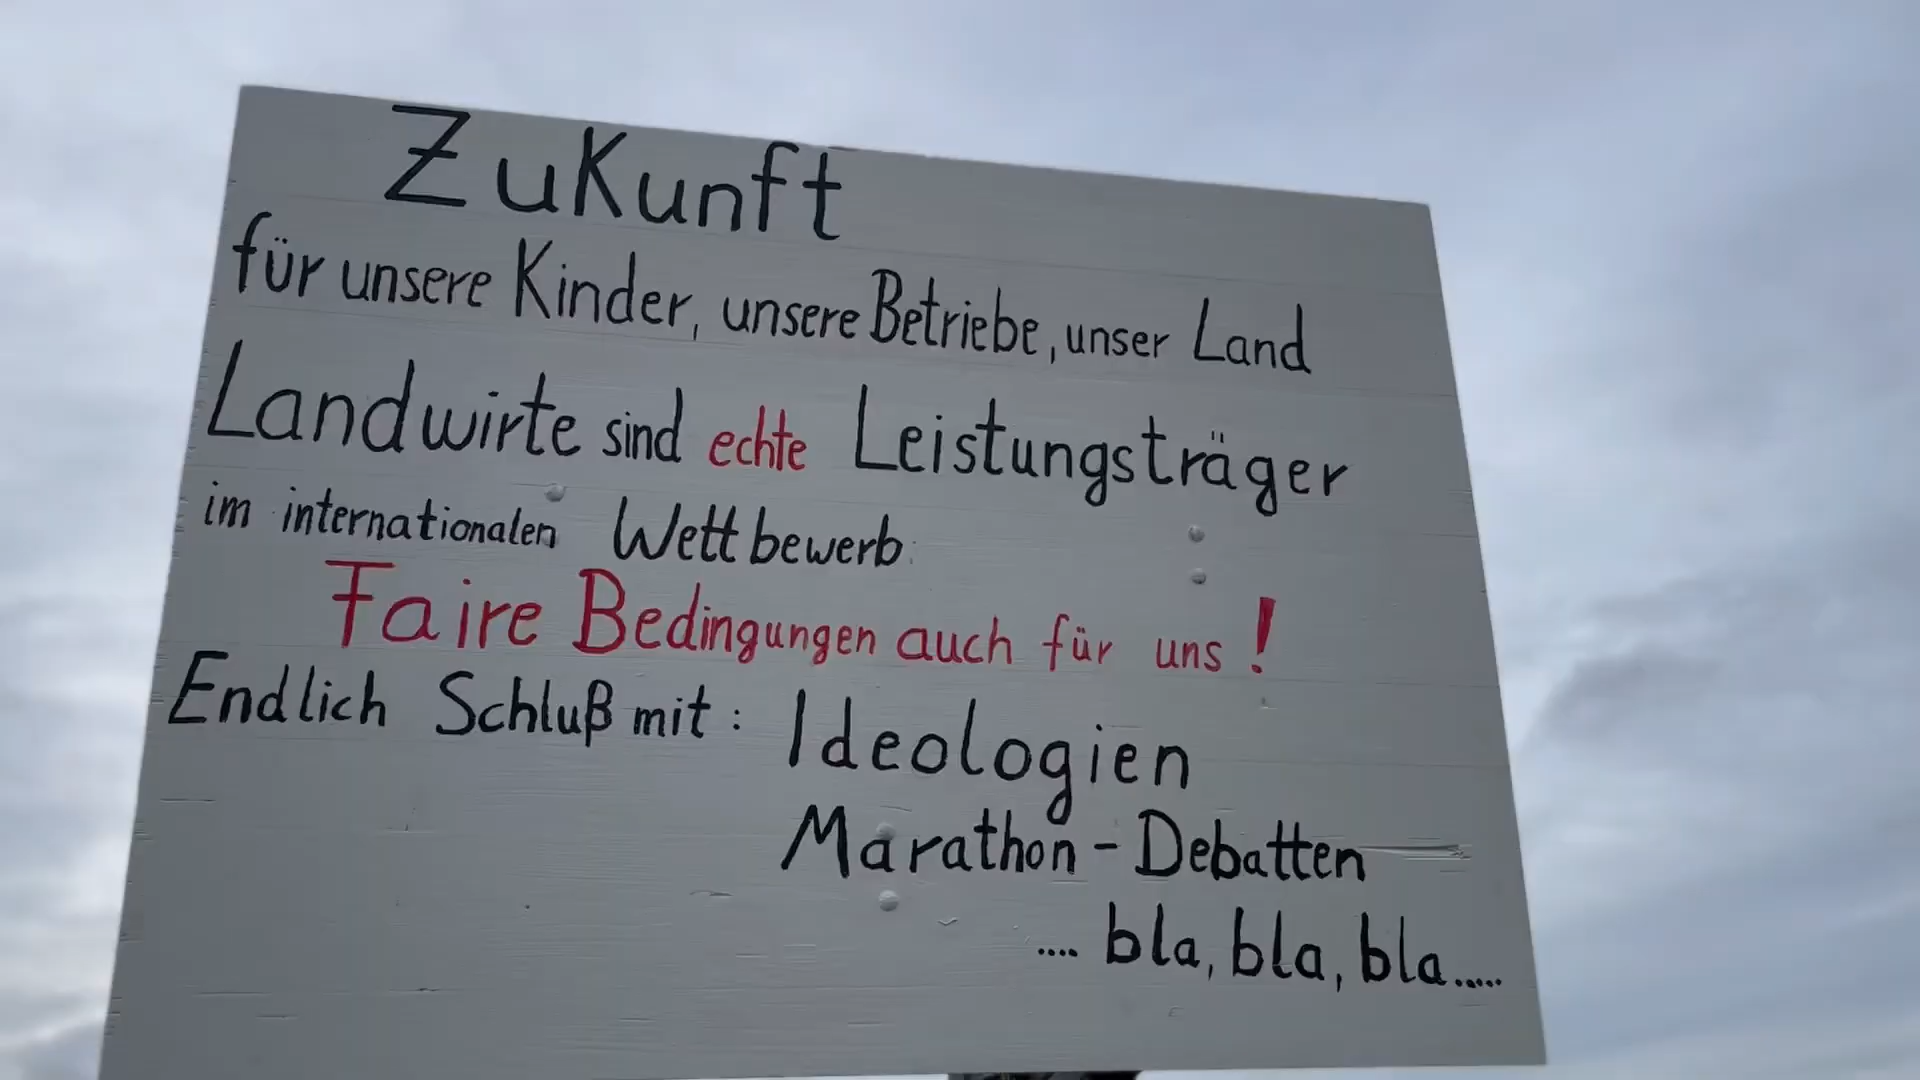 Zukunft
für unsere Kinder, unsere Betriebe, unser Land
Landwirte sind echte Leistungsträger
im internationalen Wettbewerb
Faire Bedingungen auch für uns!
Endlich Schluß mit: Ideologien
Marathon-Debatten
.... bla, bla, bla.....